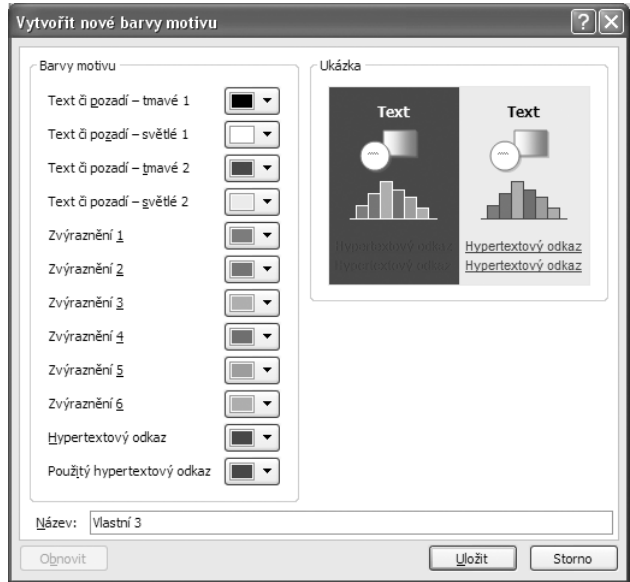 Vytvořit nové barvy motivu
Barvy motivu
Text či pozadí – tmavé 1
Text či pozadí – světlé 1
Text či pozadí – tmavé 2
Text či pozadí – světlé 2
Zvýraznění 1
Zvýraznění 2
Zvýraznění 3
Zvýraznění 4
Zvýraznění 5
Zvýraznění 6
Hypertextový odkaz
Použitý hypertextový odkaz
Ukázka
Text Text
Hypertextový odkaz Hypertextový odkaz
Hypertextový odkaz Hypertextový odkaz
Název: Vlastní 3
Obnovit Uložit Storno